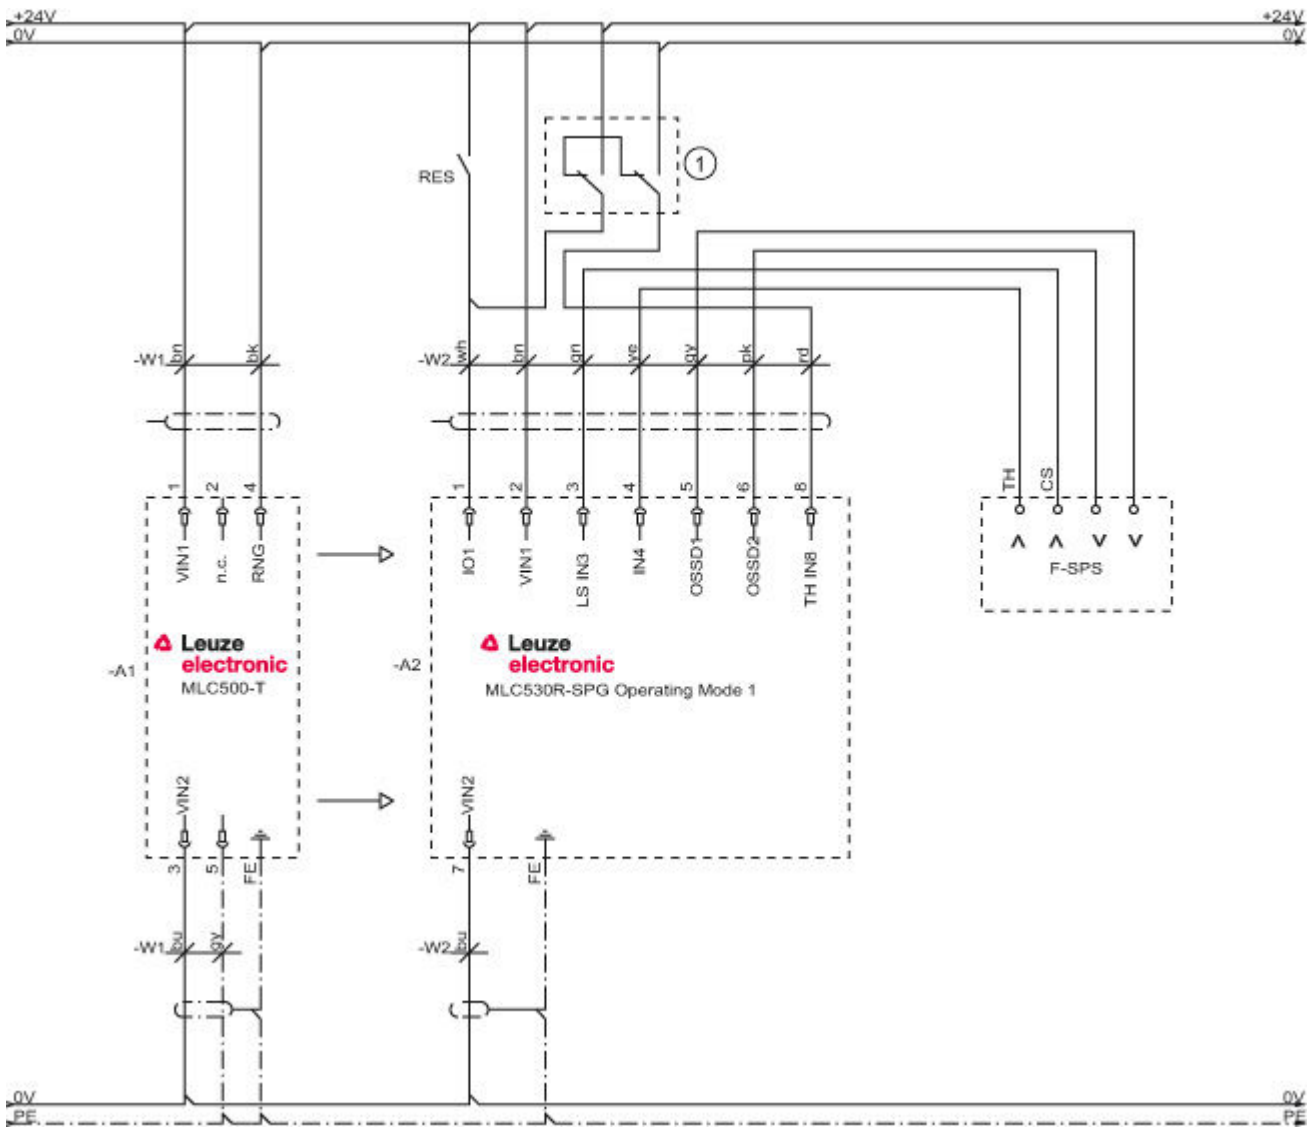 +24V
+24V
0V
0V
RES
1
-W1
bn
bk
-W2
wh
bn
gn
ye
gy
pk
rd
1
2
4
1
2
3
4
5
6
8
TH
CS
VIN1
n.c.
RNG
IO1
VIN1
LS IN3
IN4
OSSD1
OSSD2
TH IN8
F-SPS
Leuze
electronic
MLC500-T
-A1
Leuze
electronic
MLC530R-SPG Operating Mode 1
-A2
VIN2
VIN2
3
5
FE
7
FE
-W1
bu
gy
-W2
bu
0V
0V
PE
PE